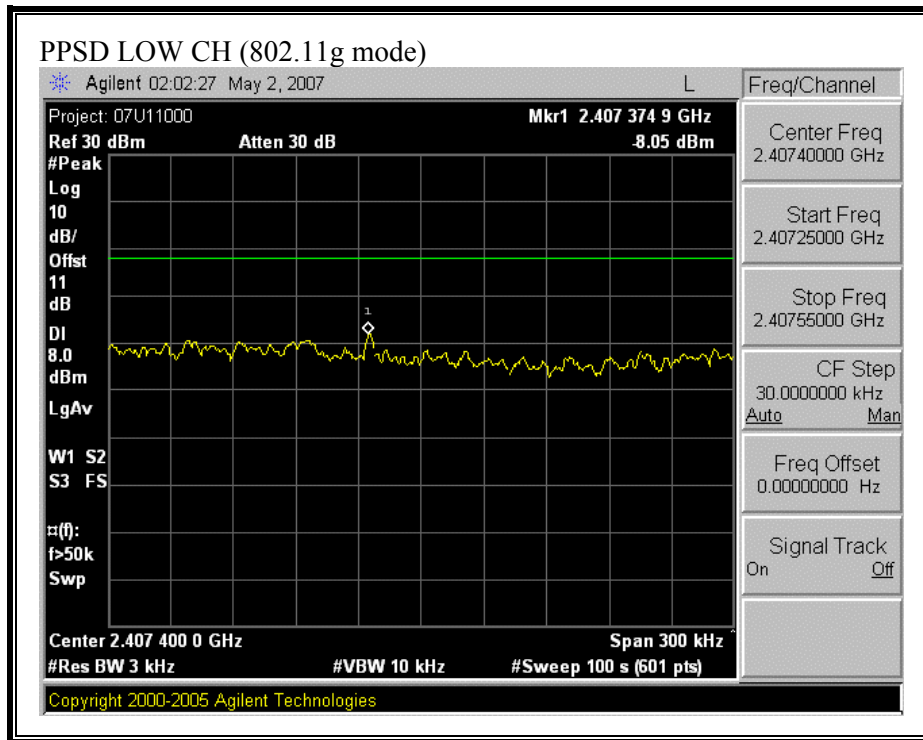 PPSD LOW CH (802.11g mode)
Agilent 02:02:27 May 2, 2007 L
Freq/Channel
Project: 07U11000 Mkr1 2.407 374 9 GHz
Ref 30 dBm Atten 30 dB -8.05 dBm
#Peak
Log
10
dB/
Offst
11
dB
DI
8.0
dBm
LgAv
W1 S2
S3 FS
¤(f):
f>50k
Swp
1
Center 2.407 400 0 GHz Span 300 kHz ^
#Res BW 3 kHz #VBW 10 kHz #Sweep 100 s (601 pts)
Center Freq
2.40740000 GHz
Start Freq
2.40725000 GHz
Stop Freq
2.40755000 GHz
CF Step
30.0000000 kHz
Auto Man
Freq Offset
0.00000000 Hz
Signal Track
On Off
Copyright 2000-2005 Agilent Technologies